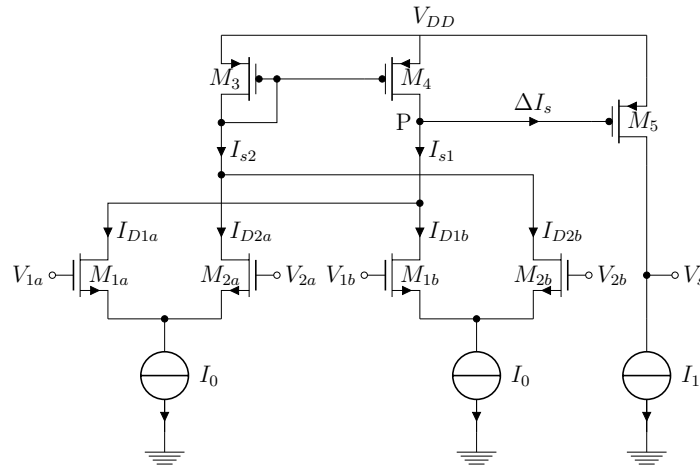 V_{DD}
M_3
M_4
M_5
P
ΔI_s
I_{s2}
I_{s1}
I_{D1a}
I_{D2a}
I_{D1b}
I_{D2b}
V_{1a}
M_{1a}
M_{2a}
V_{2a}
V_{1b}
M_{1b}
M_{2b}
V_{2b}
V_s
I_0
I_0
I_1